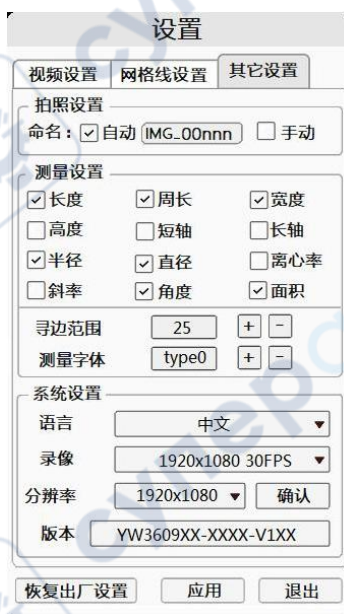 设置
视频设置 网格线设置 其它设置
拍照设置
命名： 自动 IMG_00nnn 手动
测量设置
长度 周长 宽度
高度 短轴 长轴
半径 直径 离心率
斜率 角度 面积
寻边范围 25 + -
测量字体 type0 + -
系统设置
语言 中文
录像 1920x1080 30FPS
分辨率 1920x1080 确认
版本 YW3609XX-XXXX-V1XX
恢复出厂设置 应用 退出